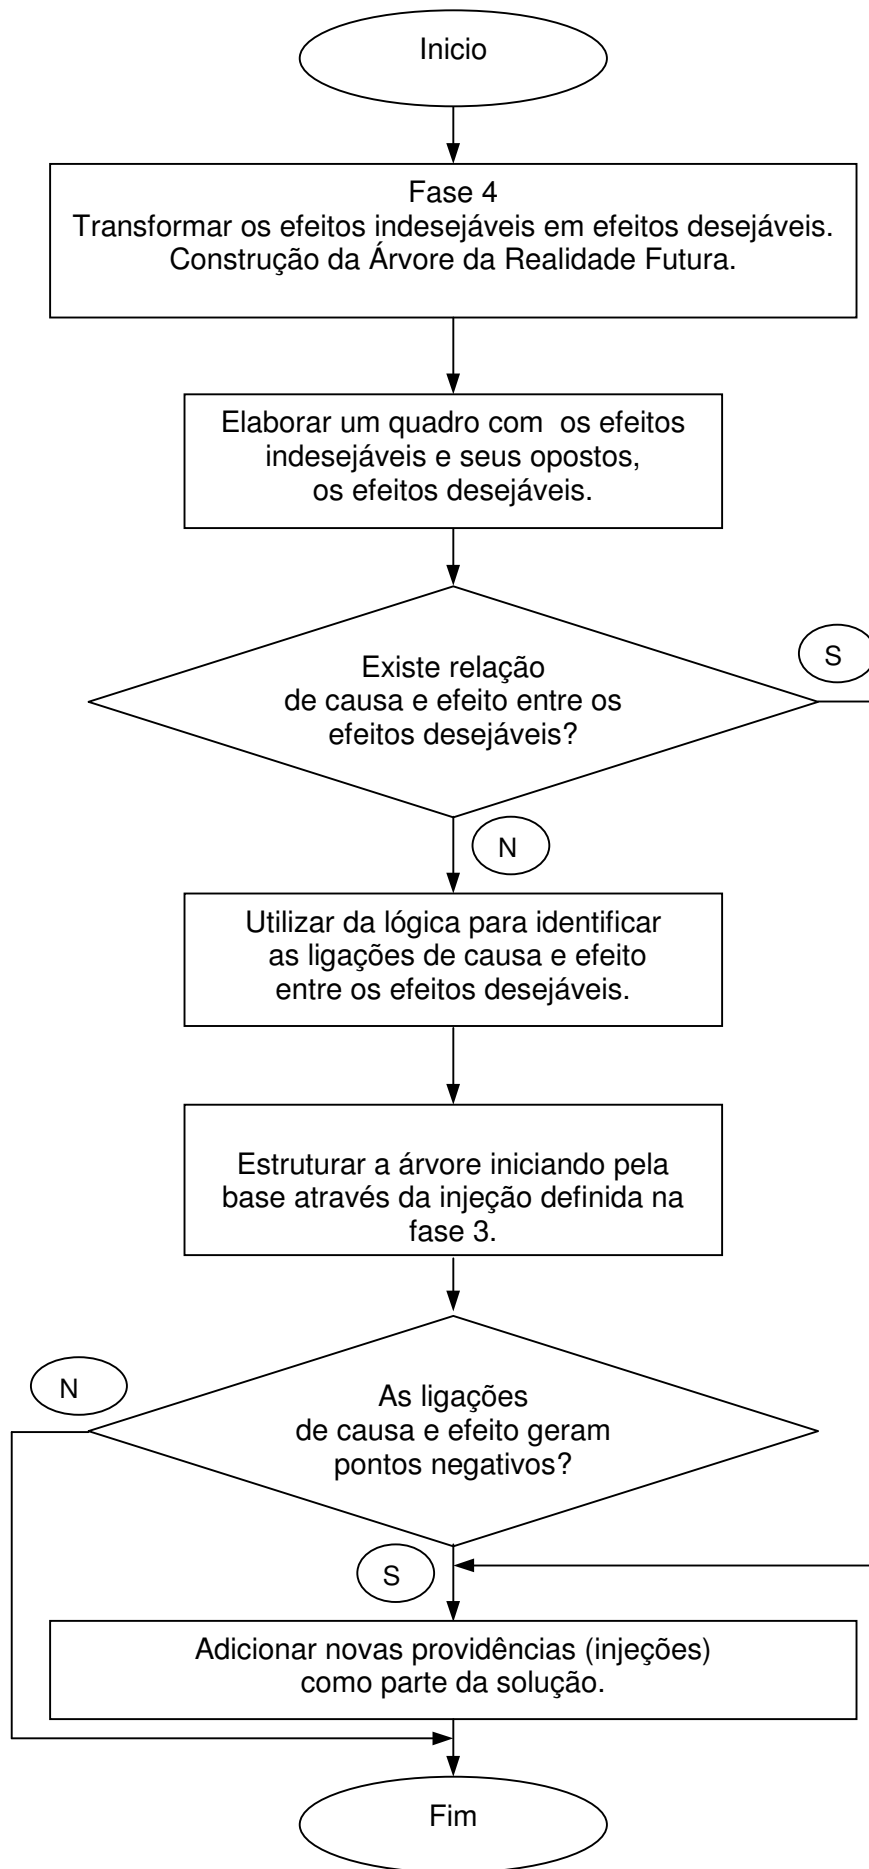 Inicio
Fase 4
Transformar os efeitos indesejáveis em efeitos desejáveis.
Construção da Árvore da Realidade Futura.
Elaborar um quadro com os efeitos
indesejáveis e seus opostos,
os efeitos desejáveis.
Existe relação
de causa e efeito entre os
efeitos desejáveis?
S
N
Utilizar da lógica para identificar
as ligações de causa e efeito
entre os efeitos desejáveis.
Estruturar a árvore iniciando pela
base através da injeção definida na
fase 3.
N
As ligações
de causa e efeito geram
pontos negativos?
S
Adicionar novas providências (injeções)
como parte da solução.
Fim